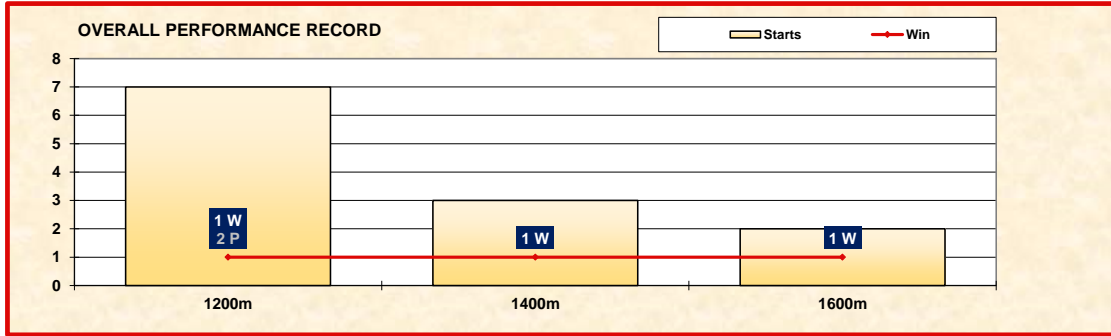 OVERALL PERFORMANCE RECORD
Starts Win
8
7
6
5
4
3
2
1
0
1 W
2 P
1 W
1 W
1200m 1400m 1600m